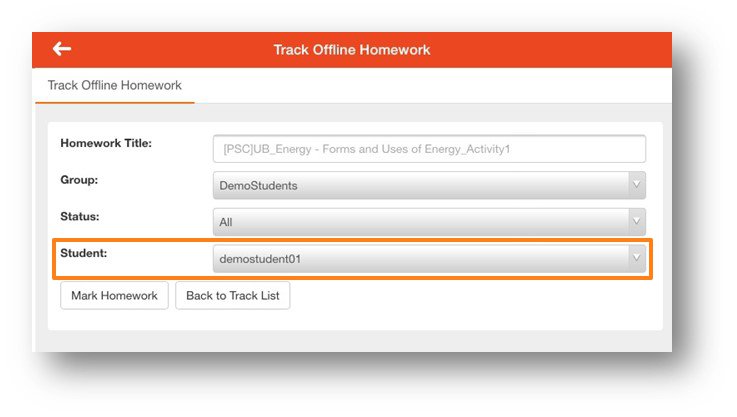 Track Offline Homework
Track Offline Homework
Homework Title: [PSC]UB_Energy - Forms and Uses of Energy_Activity1
Group: DemoStudents
Status: All
Student: demostudent01
Mark Homework Back to Track List